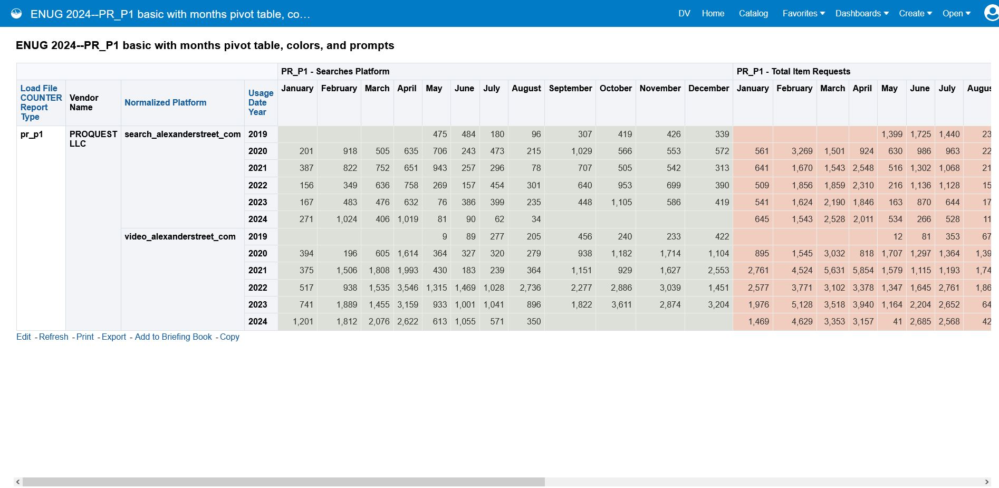 ENUG 2024--PR_P1 basic with months pivot table, co…
DV Home Catalog Favorites Dashboards Create Open
ENUG 2024--PR_P1 basic with months pivot table, colors, and prompts
PR_P1 - Searches Platform PR_P1 - Total Item Requests
Load File COUNTER Report Type Vendor Name Normalized Platform Usage Date Year January February March April May June July August September October November December January February March April May June July Augus
pr_p1 PROQUEST LLC search_alexanderstreet_com 2019 475 484 180 96 307 419 426 339 1,399 1,725 1,440 23
2020 201 918 505 635 706 243 473 215 1,029 566 553 572 561 3,269 1,501 924 630 986 963 22
2021 387 822 752 651 943 257 296 78 707 505 542 313 641 1,670 1,543 2,548 516 1,302 1,068 21
2022 156 349 636 758 269 157 454 301 640 953 699 390 509 1,856 1,859 2,310 216 1,136 1,128 15
2023 167 483 476 632 76 386 399 235 448 1,105 586 419 541 1,624 2,190 1,846 163 870 644 17
2024 271 1,024 406 1,019 81 90 62 34 645 1,543 2,528 2,011 534 266 528 11
video_alexanderstreet_com 2019 9 89 277 205 456 240 233 422 12 81 353 67
2020 394 196 605 1,614 364 327 320 279 938 1,182 1,714 1,104 895 1,545 3,032 818 1,707 1,297 1,364 1,39
2021 375 1,506 1,808 1,993 430 183 239 364 1,151 929 1,627 2,553 2,761 4,524 5,631 5,854 1,579 1,115 1,193 1,74
2022 517 938 1,535 3,546 1,315 1,469 1,028 2,736 2,277 2,886 3,039 1,451 2,577 3,771 3,102 3,378 1,347 1,645 2,761 1,86
2023 741 1,889 1,455 3,159 933 1,001 1,041 896 1,822 3,611 2,874 3,204 1,976 5,128 3,518 3,940 1,164 2,204 2,652 64
2024 1,201 1,812 2,076 2,622 613 1,055 571 350 1,469 4,629 3,353 3,157 41 2,685 2,568 42
Edit - Refresh - Print - Export - Add to Briefing Book - Copy